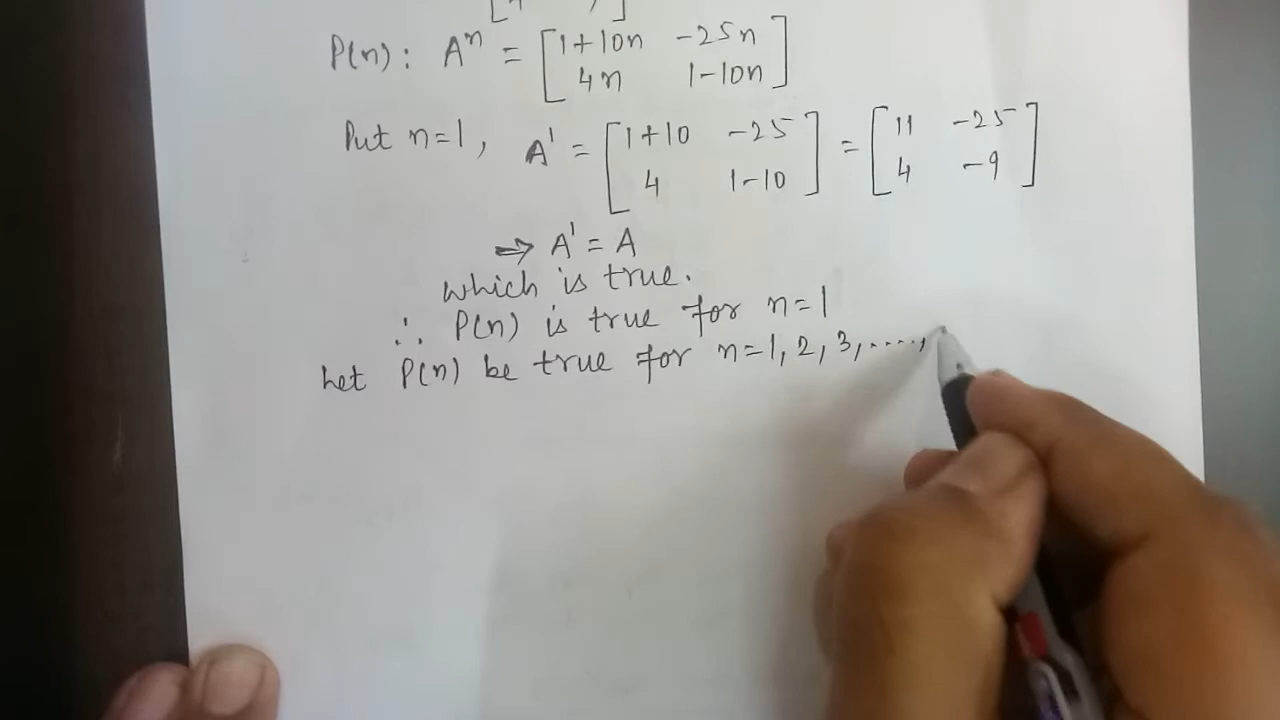 P(n): Aⁿ = [1+10n -25n
4n 1-10n]
Put n=1, A¹ = [1+10 -25
4 1-10] = [11 -25
4 -9]
⇒ A¹ = A
which is true.
∴ P(n) is true for n=1
Let P(n) be true for n=1, 2, 3, ....,